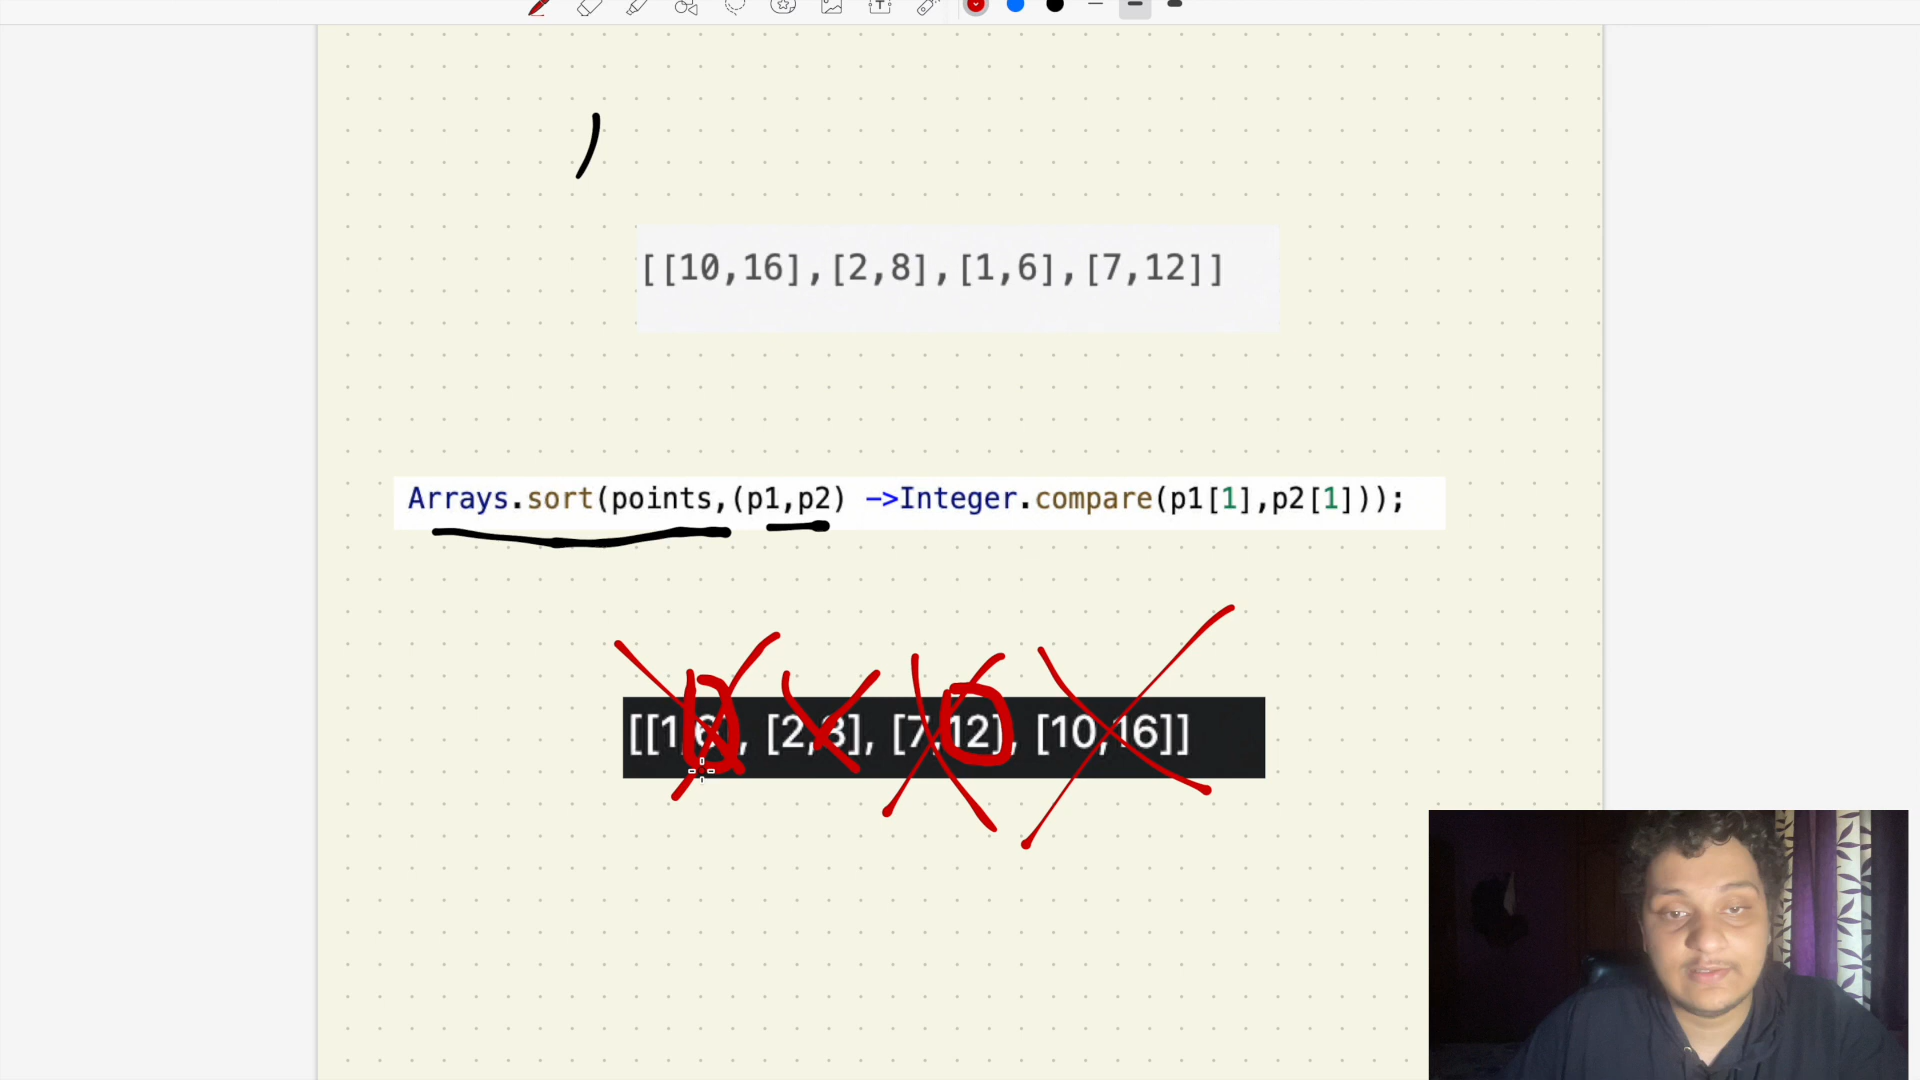 [[10,16],[2,8],[1,6],[7,12]]
Arrays.sort(points,(p1,p2) ->Integer.compare(p1[1],p2[1]));
[[1,6], [2,8], [7,12], [10,16]]